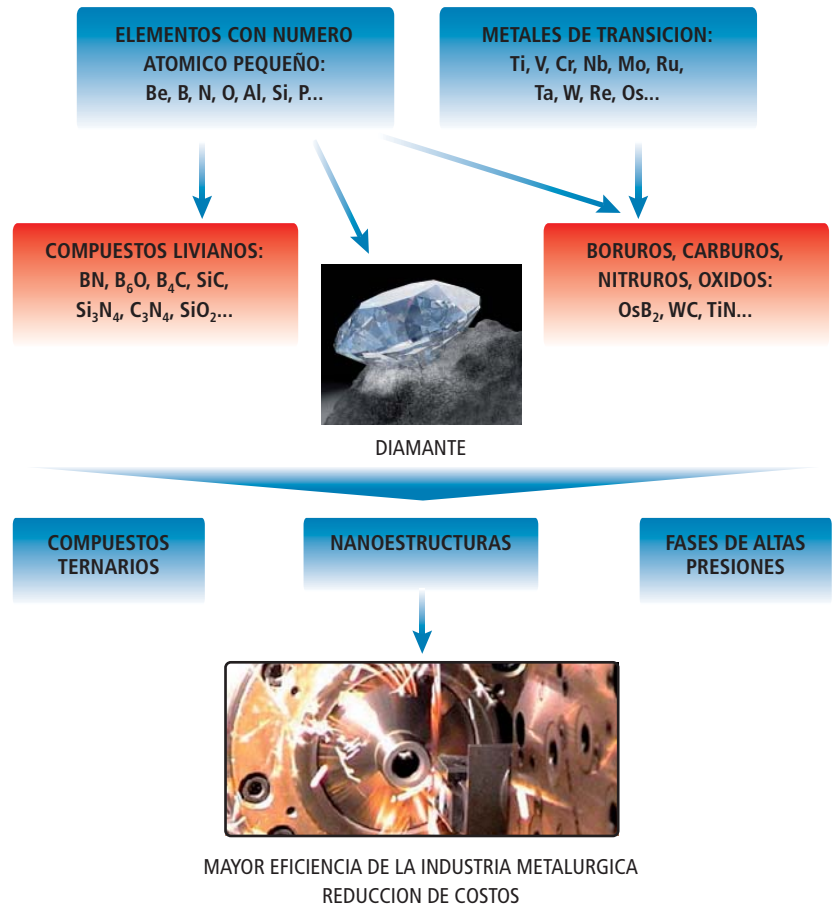 ELEMENTOS CON NUMERO
ATOMICO PEQUEÑO:
Be, B, N, O, Al, Si, P...
METALES DE TRANSICION:
Ti, V, Cr, Nb, Mo, Ru,
Ta, W, Re, Os...
COMPUESTOS LIVIANOS:
BN, B₆O, B₄C, SiC,
Si₃N₄, C₃N₄, SiO₂...
BORUROS, CARBUROS,
NITRUROS, OXIDOS:
OsB₂, WC, TiN...
DIAMANTE
COMPUESTOS
TERNARIOS
NANOESTRUCTURAS
FASES DE ALTAS
PRESIONES
MAYOR EFICIENCIA DE LA INDUSTRIA METALURGICA
REDUCCION DE COSTOS